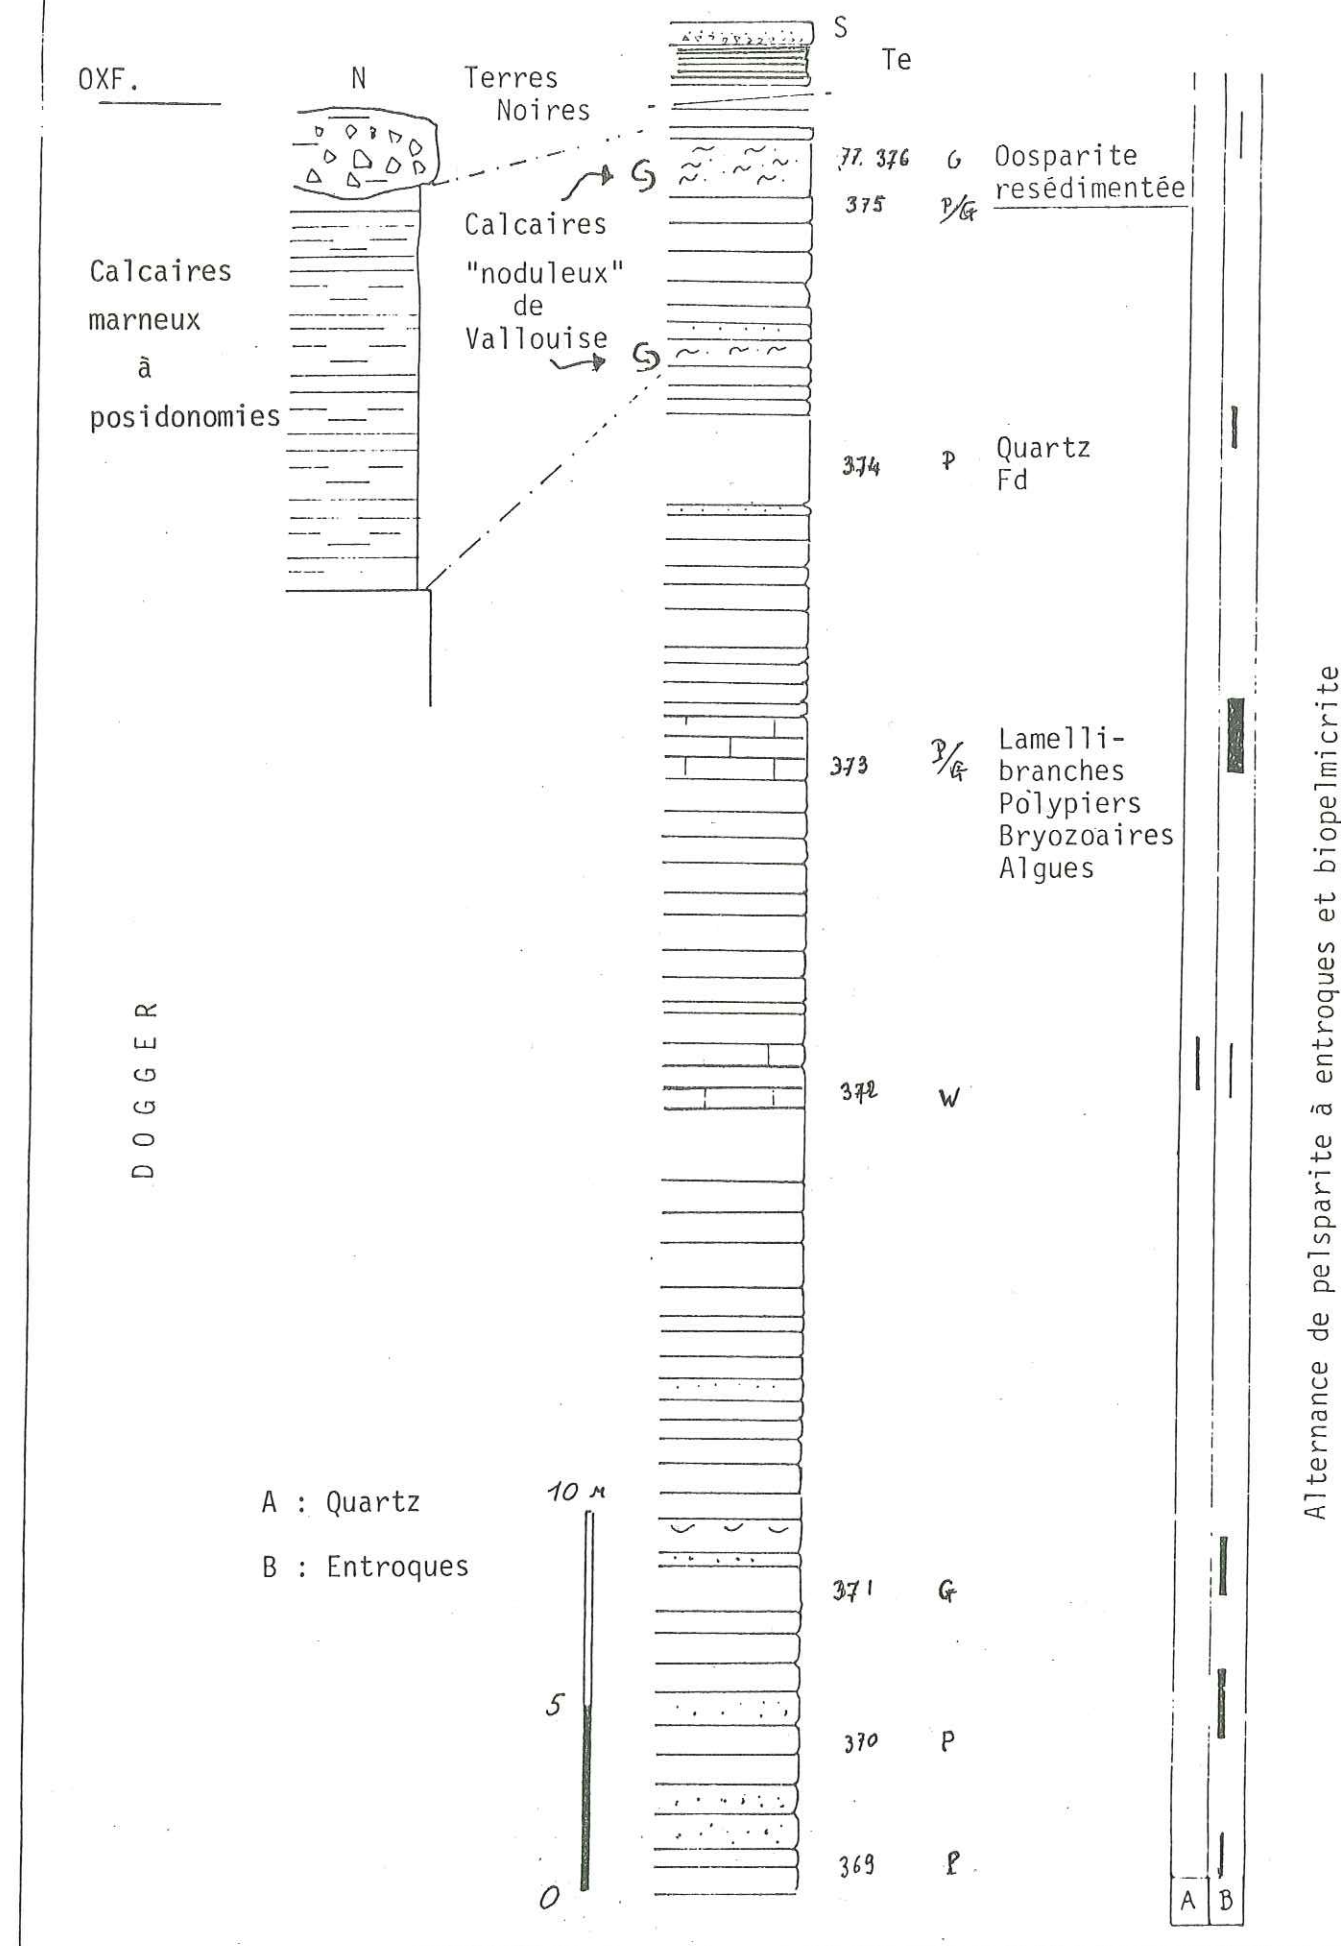 S
Te
OXF.
N
Terres
Noires
77. 376 G Oosparite
resédimentée
375 P/G
Calcaires
"noduleux"
de
Vallouise
Calcaires
marneux
à
posidonomies
374 P Quartz
Fd
373 P/G Lamelli-
branches
Polypiers
Bryozoaires
Algues
372 W
DOGGER
Alternance de pelsparite à entroques et biopelmicrite
A : Quartz
B : Entroques
10 M
5
0
371 G
370 P
369 P
A B